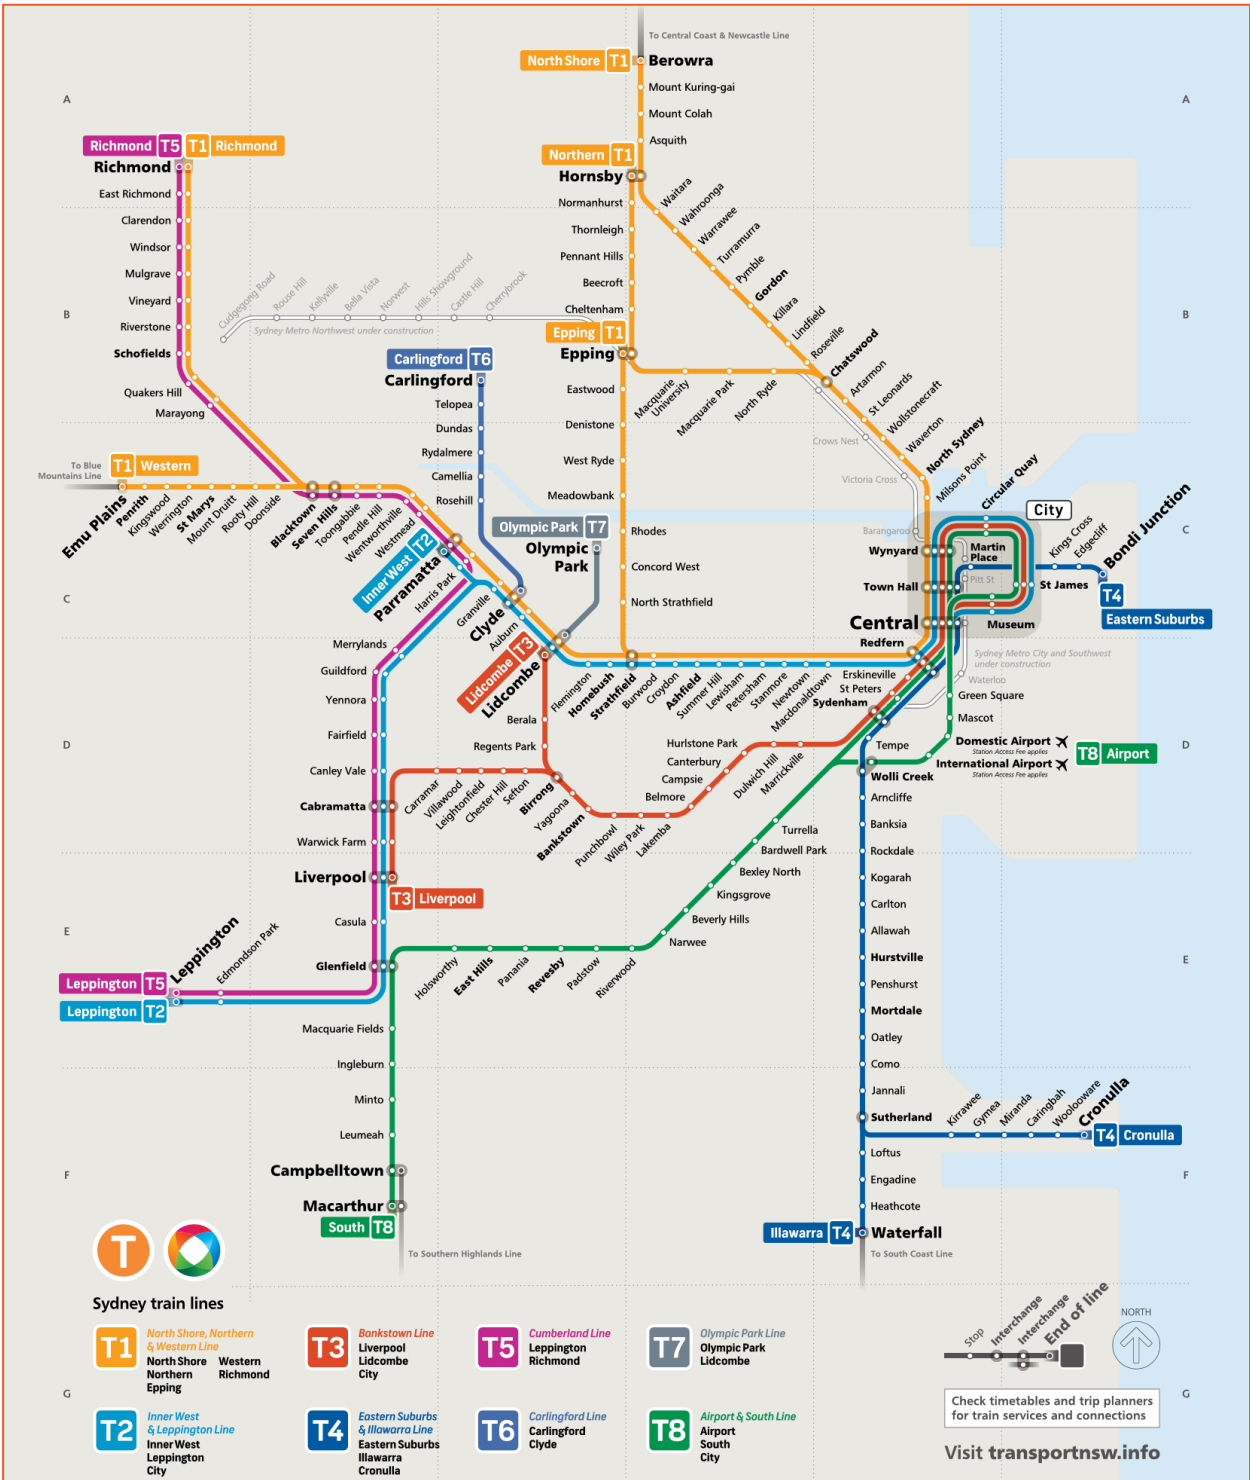 To Central Coast & Newcastle Line
North Shore T1
Berowra
Mount Kuring-gai
Mount Colah
Asquith
A
A
Richmond T5 T1 Richmond
Richmond
East Richmond
Clarendon
Windsor
Mulgrave
Vineyard
Riverstone
Schofields
Quakers Hill
Marayong
Northern T1
Hornsby
Normanhurst
Thornleigh
Pennant Hills
Beecroft
Cheltenham
Waitara
Wahroonga
Warrawee
Turramurra
Pymble
Gordon
Killara
Lindfield
Roseville
Chatswood
Artarmon
St Leonards
Wollstonecraft
Waverton
North Sydney
Milsons Point
Cudgegong Road
Rouse Hill
Kellyville
Bella Vista
Norwest
Hills Showground
Castle Hill
Cherrybrook
Sydney Metro Northwest under construction
B
B
Epping T1
Epping
Eastwood
Denistone
West Ryde
Meadowbank
Rhodes
Concord West
North Strathfield
Macquarie
University
Macquarie Park
North Ryde
Crows Nest
Victoria Cross
Barangaroo
Carlingford T6
Carlingford
Telopea
Dundas
Rydalmere
Camellia
Rosehill
Olympic Park T7
Olympic
Park
To Blue
Mountains Line
T1 Western
Emu Plains
Penrith
Kingswood
Werrington
St Marys
Mount Druitt
Rooty Hill
Doonside
Blacktown
Seven Hills
Toongabbie
Pendle Hill
Wentworthville
Westmead
Inner West T2
Parramatta
Harris Park
Granville
Clyde
Auburn
Lidcombe T3
Lidcombe
C
C
C
C
Circular Quay
City
Wynyard
Martin
Place
Town Hall
Pitt St
St James
Central
Museum
Redfern
Kings Cross
Edgecliff
Bondi Junction
T4
Eastern Suburbs
Sydney Metro City and Southwest
under construction
Waterloo
Green Square
Mascot
Domestic Airport
Station Access Fee applies
International Airport
Station Access Fee applies
T8 Airport
Flemington
Homebush
Strathfield
Burwood
Croydon
Ashfield
Summer Hill
Lewisham
Petersham
Stanmore
Newtown
Macdonaldtown
Erskineville
St Peters
Sydenham
Tempe
Wolli Creek
Merrylands
Guildford
Yennora
Fairfield
Canley Vale
Cabramatta
Warwick Farm
Liverpool
Casula
Glenfield
Berala
Regents Park
Carramar
Villawood
Leightonfield
Chester Hill
Sefton
Birrong
Yagoona
Bankstown
Punchbowl
Wiley Park
Lakemba
Belmore
Campsie
Canterbury
Hurlstone Park
Dulwich Hill
Marrickville
D
D
T3 Liverpool
Turrella
Bardwell Park
Bexley North
Kingsgrove
Beverly Hills
Narwee
Riverwood
Padstow
Revesby
Panania
East Hills
Holsworthy
Arncliffe
Banksia
Rockdale
Kogarah
Carlton
Allawah
Hurstville
Penshurst
Mortdale
Oatley
Como
Jannali
Sutherland
Loftus
Engadine
Heathcote
Illawarra T4
Waterfall
To South Coast Line
E
E
Leppington T5
Leppington T2
Leppington
Edmondson Park
Macquarie Fields
Ingleburn
Minto
Leumeah
Campbelltown
Macarthur
South T8
To Southern Highlands Line
Kirrawee
Gymea
Miranda
Caringbah
Woolooware
Cronulla
T4 Cronulla
F
F
T
Sydney train lines
T1
North Shore, Northern
& Western Line
North Shore Western
Northern Richmond
Epping
T3
Bankstown Line
Liverpool
Lidcombe
City
T5
Cumberland Line
Leppington
Richmond
T7
Olympic Park Line
Olympic Park
Lidcombe
T2
Inner West
& Leppington Line
Inner West
Leppington
City
T4
Eastern Suburbs
& Illawarra Line
Eastern Suburbs
Illawarra
Cronulla
T6
Carlingford Line
Carlingford
Clyde
T8
Airport & South Line
Airport
South
City
Stop
Interchange
Interchange
End of line
NORTH
G
G
Check timetables and trip planners
for train services and connections
Visit transportnsw.info